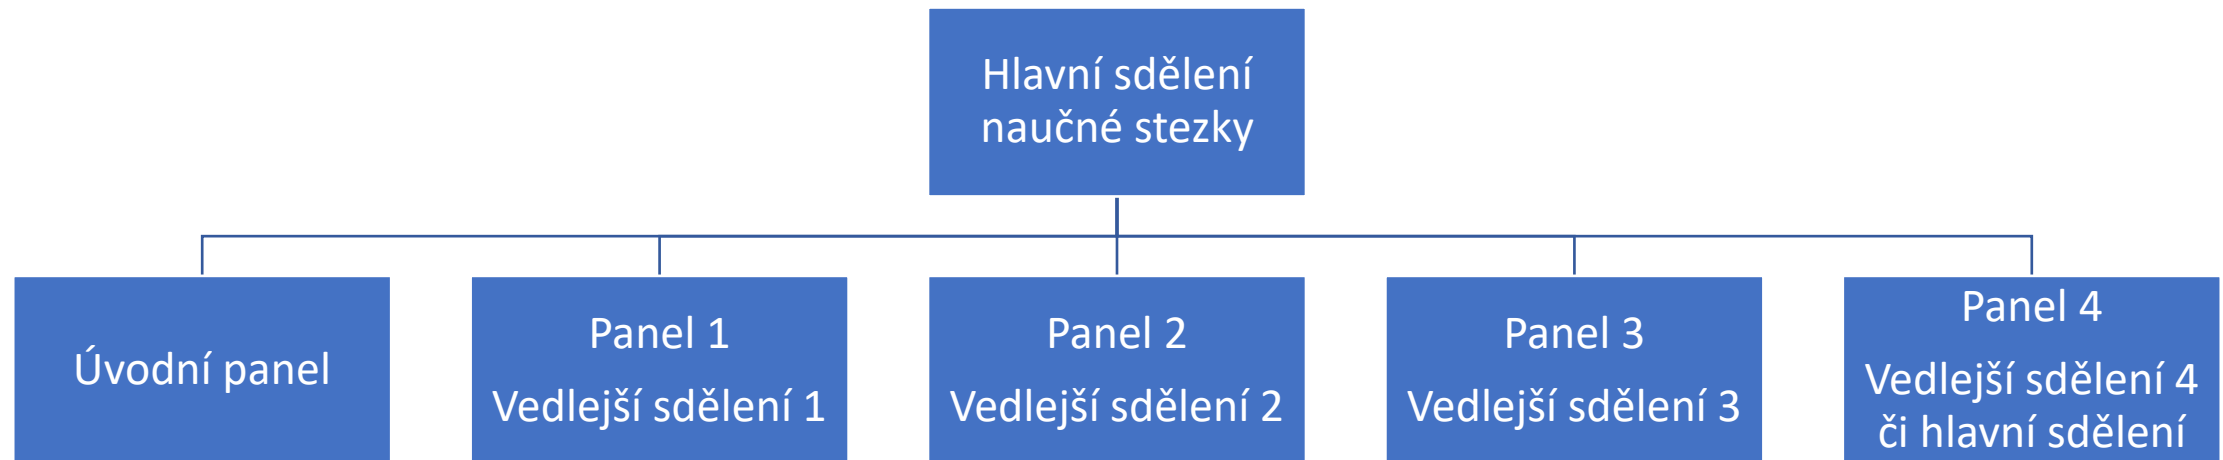 Hlavní sdělení
naučné stezky
Úvodní panel
Panel 1
Vedlejší sdělení 1
Panel 2
Vedlejší sdělení 2
Panel 3
Vedlejší sdělení 3
Panel 4
Vedlejší sdělení 4
či hlavní sdělení